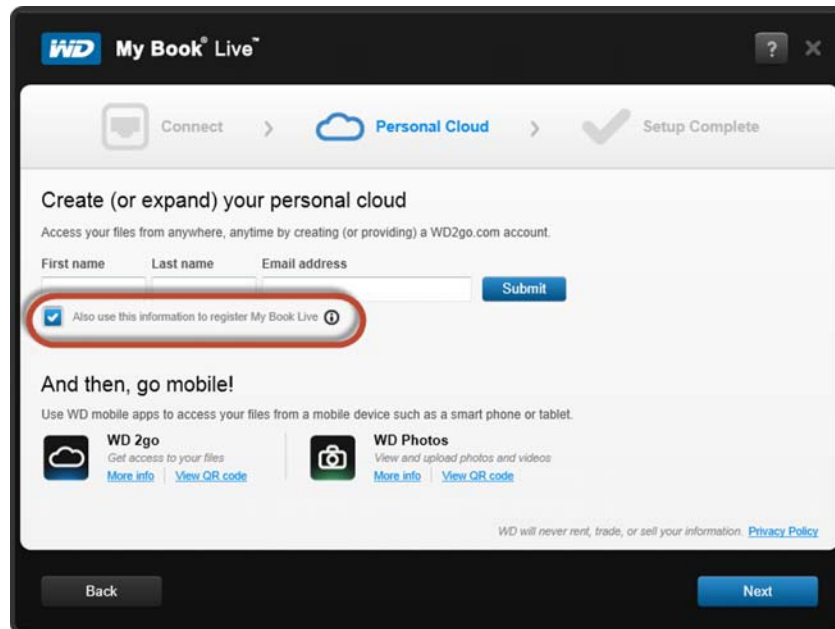 WD My Book® Live™ ?
Connect > Personal Cloud > Setup Complete
Create (or expand) your personal cloud
Access your files from anywhere, anytime by creating (or providing) a WD2go.com account.
First name Last name Email address
Submit
Also use this information to register My Book Live
And then, go mobile!
Use WD mobile apps to access your files from a mobile device such as a smart phone or tablet.
WD 2go WD Photos
Get access to your files View and upload photos and videos
More info View QR code More info View QR code
WD will never rent, trade, or sell your information. Privacy Policy
Back Next